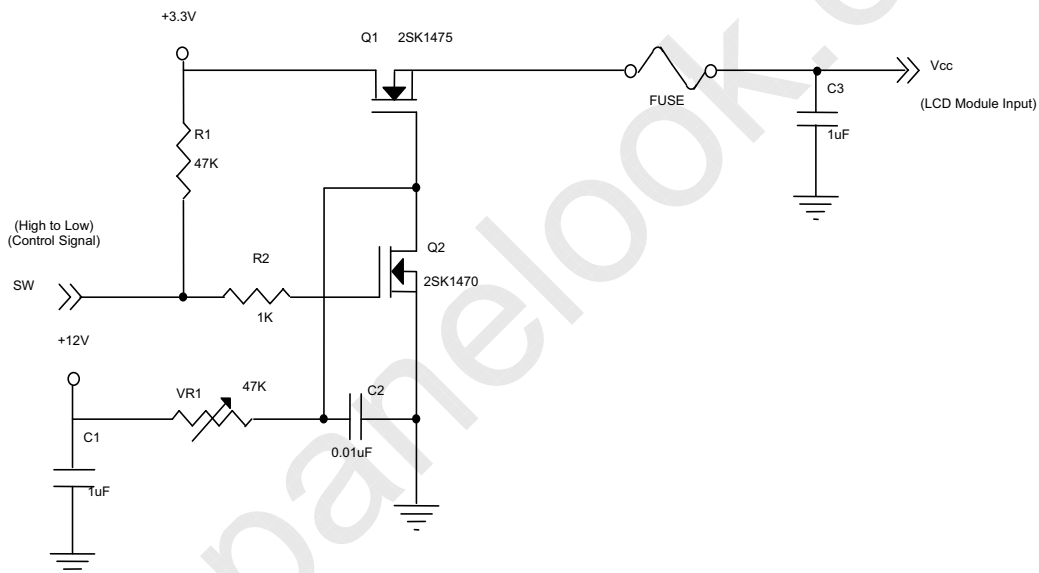 +3.3V
Q1 2SK1475
Vcc
FUSE
C3
(LCD Module Input)
R1
1uF
47K
(High to Low)
(Control Signal)
Q2
R2
SW
2SK1470
1K
+12V
VR1
47K
C2
C1
0.01uF
1uF
panelook.c